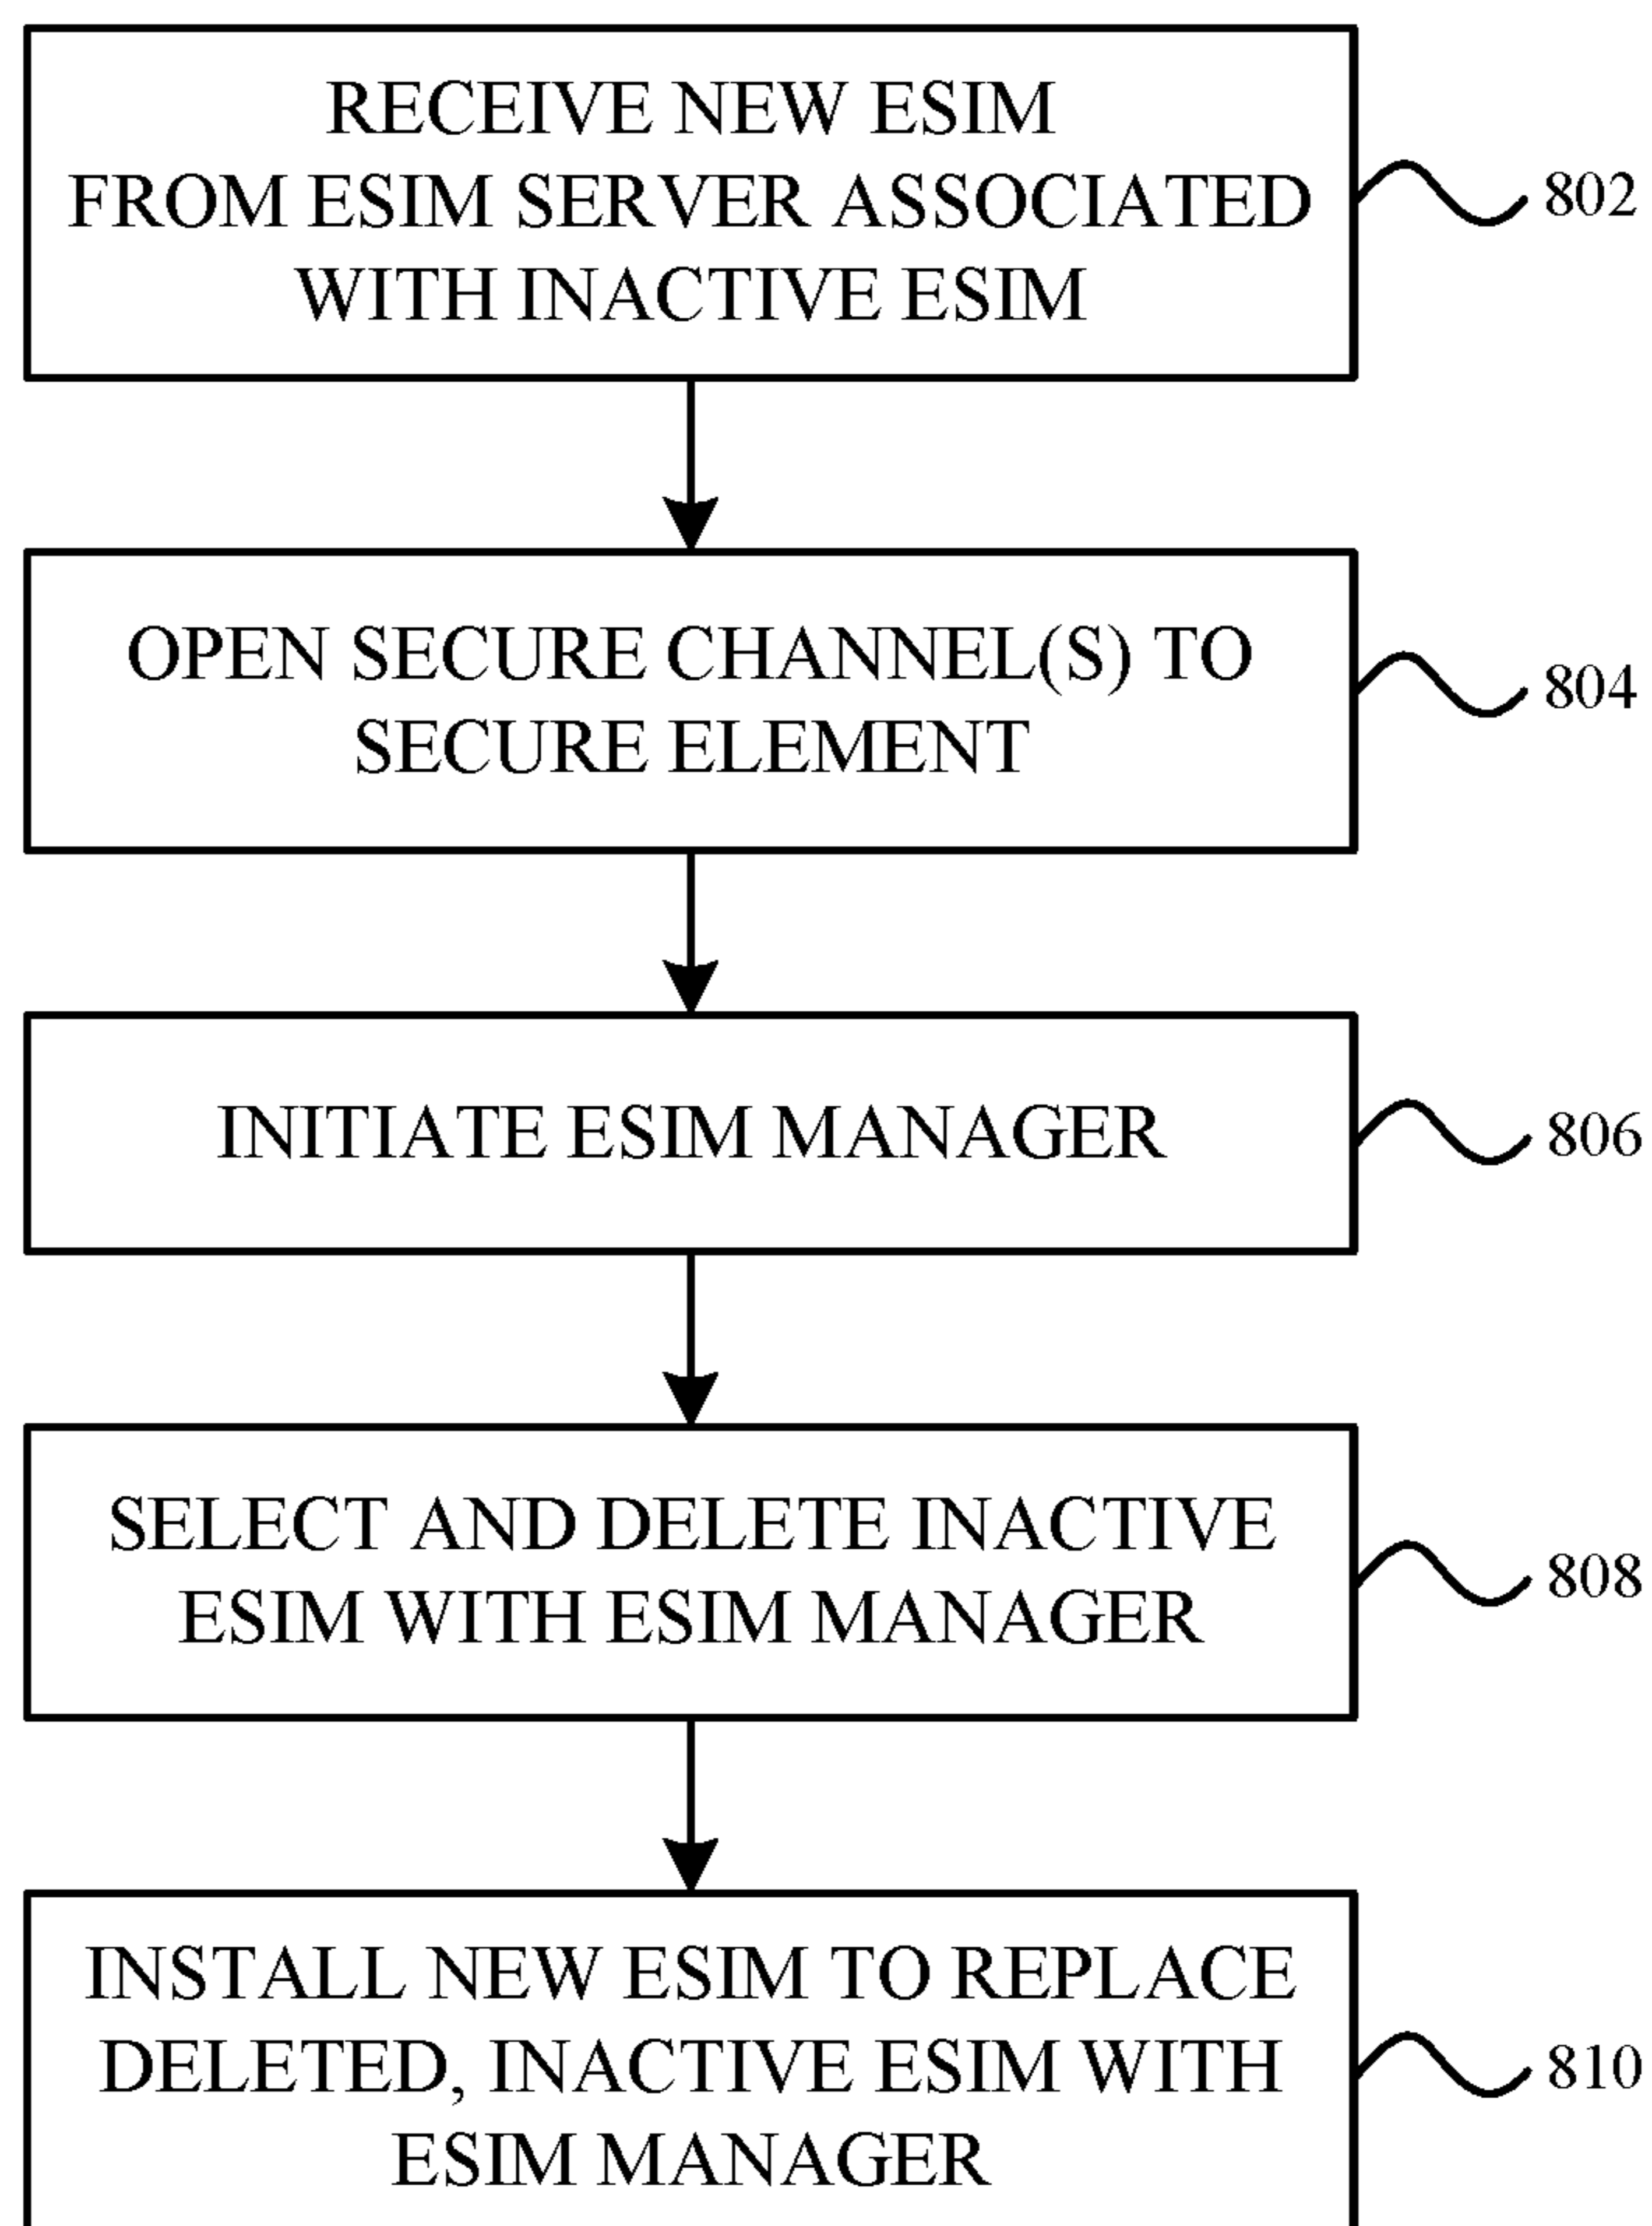 RECEIVE NEW ESIM
FROM ESIM SERVER ASSOCIATED
WITH INACTIVE ESIM
802
OPEN SECURE CHANNEL(S) TO
SECURE ELEMENT
804
INITIATE ESIM MANAGER
806
SELECT AND DELETE INACTIVE
ESIM WITH ESIM MANAGER
808
INSTALL NEW ESIM TO REPLACE
DELETED, INACTIVE ESIM WITH
ESIM MANAGER
810